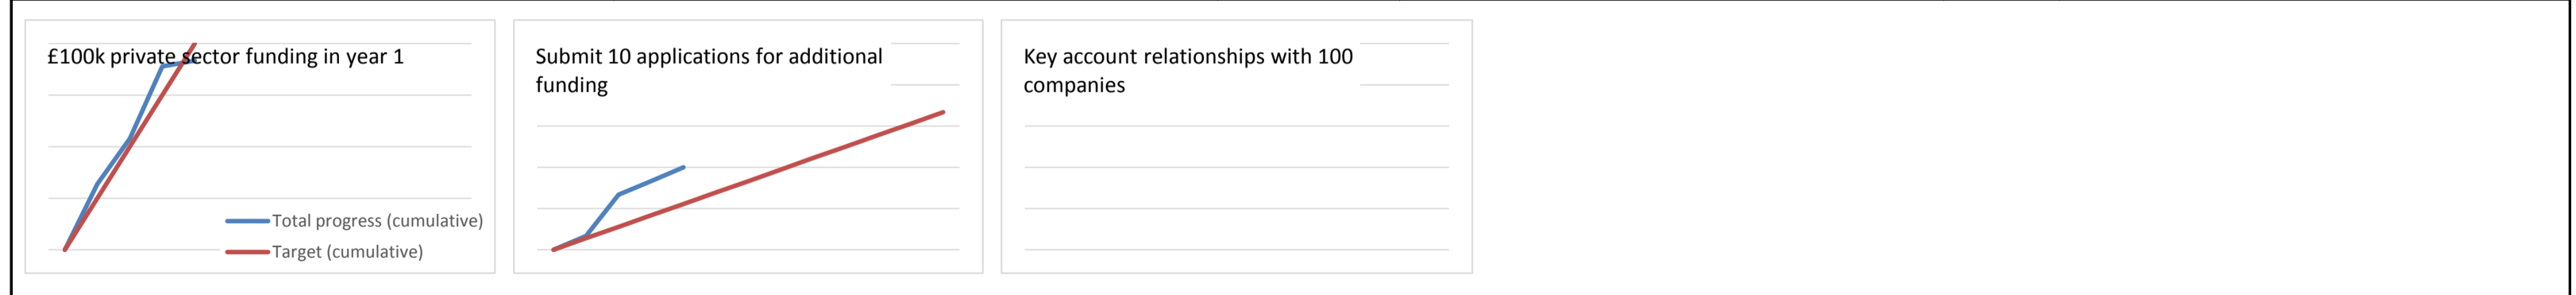 £100k private sector funding in year 1
Total progress (cumulative)
Target (cumulative)
Submit 10 applications for additional
funding
Key account relationships with 100
companies